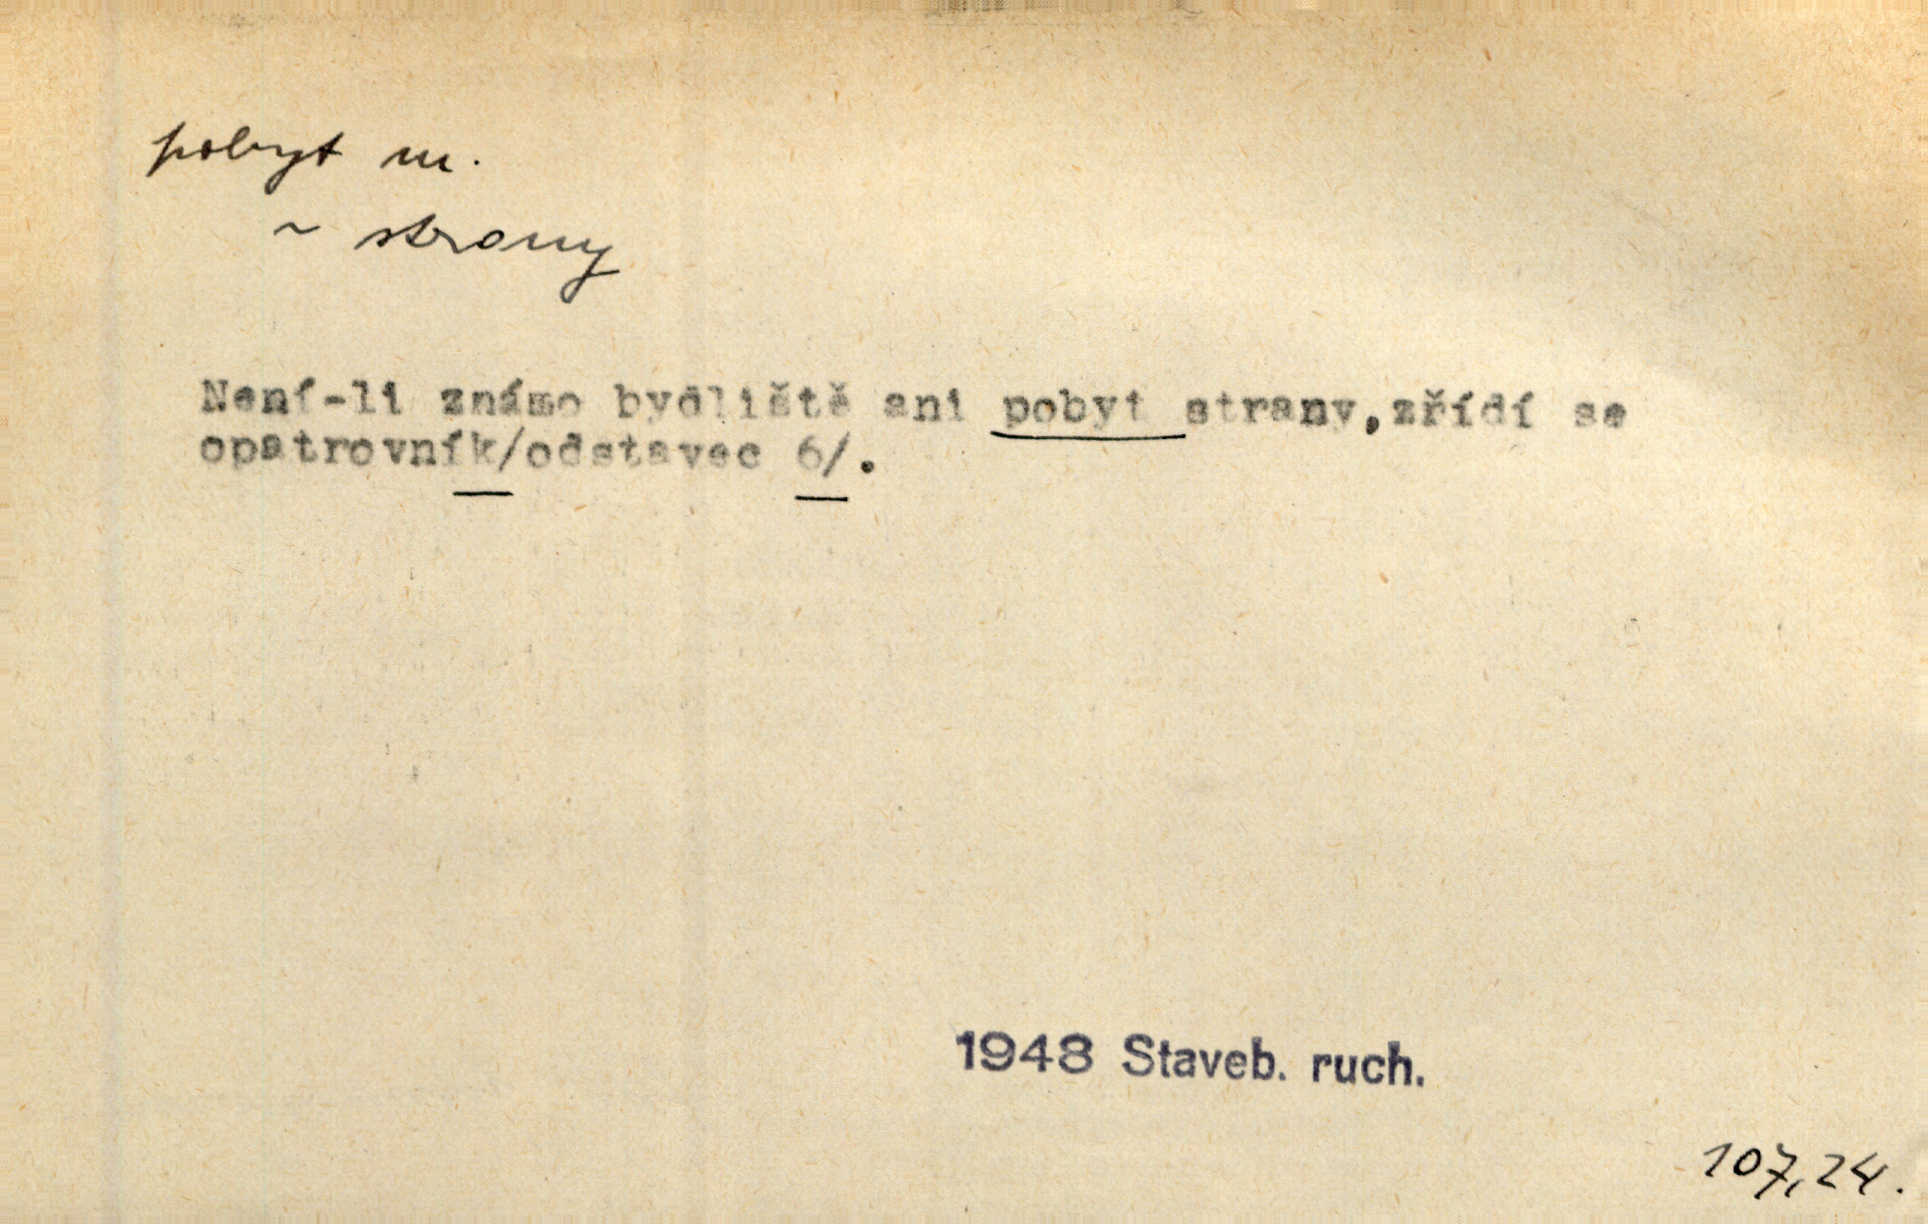 pobyt m.
~ strany
Není-li známo bydliště ani pobyt strany,zřídí se
opatrovník/odstavec 6/.
1948 Staveb. ruch.
107,24.